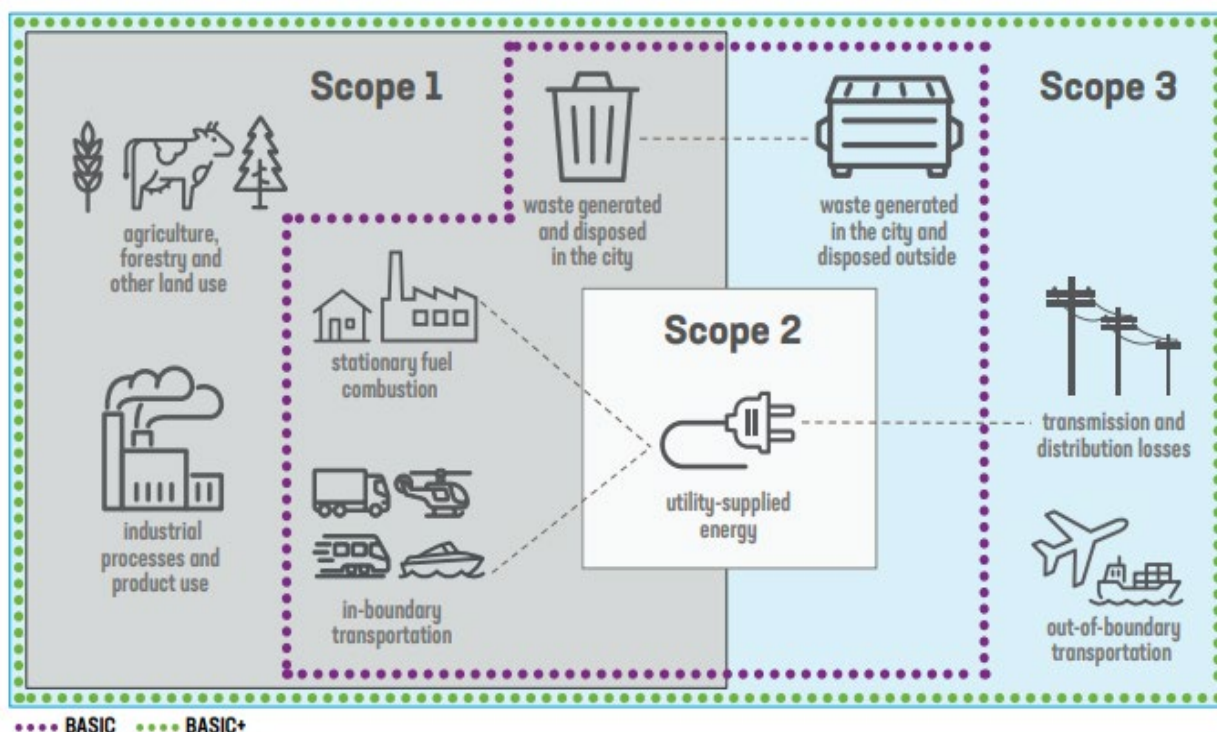 Scope 1
Scope 3
agriculture,
forestry and
other land use
waste generated
and disposed
in the city
waste generated
in the city and
disposed outside
stationary fuel
combustion
Scope 2
utility-supplied
energy
transmission and
distribution losses
industrial
processes and
product use
in-boundary
transportation
out-of-boundary
transportation
BASIC
BASIC+